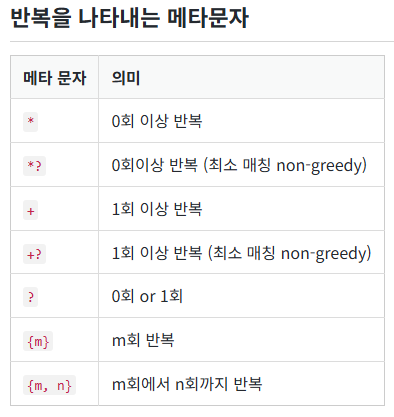 반복을 나타내는 메타문자
메타 문자 의미
* 0회 이상 반복
*? 0회이상 반복 (최소 매칭 non-greedy)
+ 1회 이상 반복
+? 1회 이상 반복 (최소 매칭 non-greedy)
? 0회 or 1회
{m} m회 반복
{m, n} m회에서 n회까지 반복